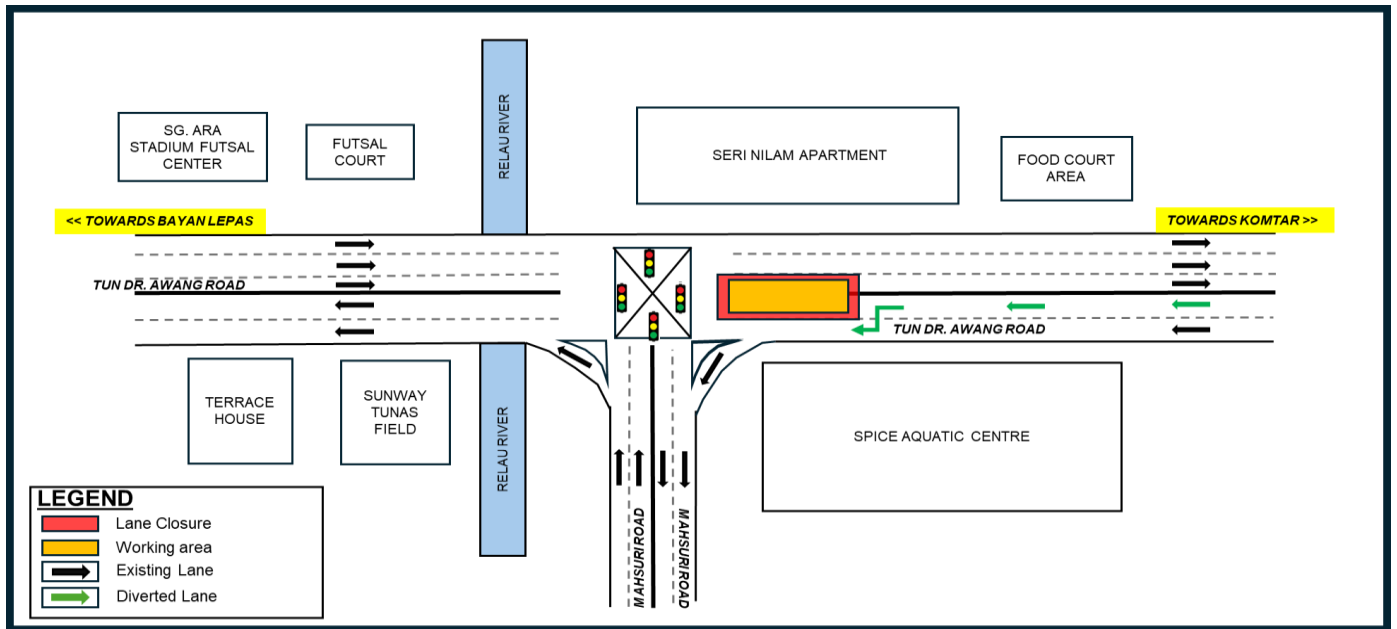 SG. ARA
STADIUM FUTSAL
CENTER
FUTSAL
COURT
RELAU RIVER
SERI NILAM APARTMENT
FOOD COURT
AREA
<< TOWARDS BAYAN LEPAS
TOWARDS KOMTAR >>
TUN DR. AWANG ROAD
TUN DR. AWANG ROAD
TERRACE
HOUSE
SUNWAY
TUNAS
FIELD
RELAU RIVER
SPICE AQUATIC CENTRE
MAHSURI ROAD
MAHSURI ROAD
LEGEND
Lane Closure
Working area
Existing Lane
Diverted Lane